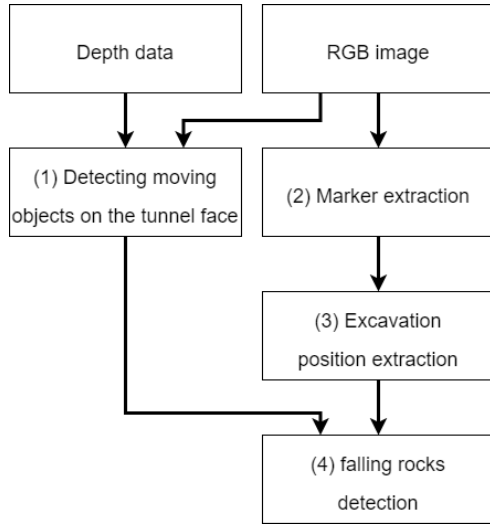 Depth data
RGB image
(1) Detecting moving
objects on the tunnel face
(2) Marker extraction
(3) Excavation
position extraction
(4) falling rocks
detection